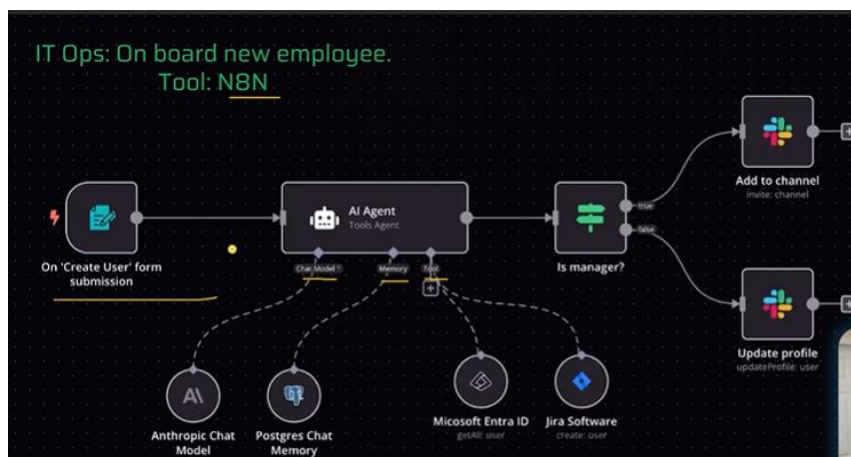 IT Ops: On board new employee.
Tool: N8N
Add to channel
invite: channel
AI Agent
Tools Agent
true
false
On 'Create User' form
submission
Chat Model *
Memory
Tool
Is manager?
Update profile
updateProfile: user
Anthropic Chat
Model
Postgres Chat
Memory
Micosoft Entra ID
getAll: user
Jira Software
create: user